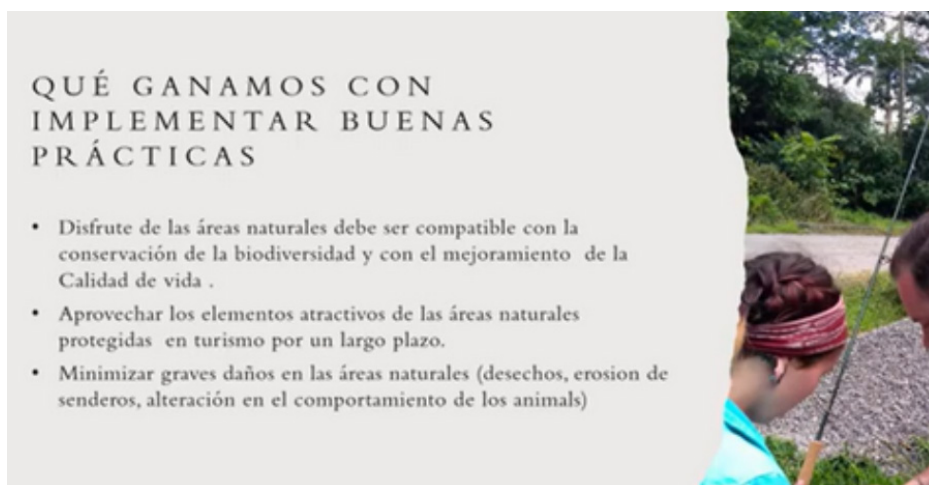 QUÉ GANAMOS CON
IMPLEMENTAR BUENAS
PRÁCTICAS
• Disfrute de las áreas naturales debe ser compatible con la
conservación de la biodiversidad y con el mejoramiento de la
Calidad de vida .
• Aprovechar los elementos atractivos de las áreas naturales
protegidas en turismo por un largo plazo.
• Minimizar graves daños en las áreas naturales (desechos, erosion de
senderos, alteración en el comportamiento de los animals)